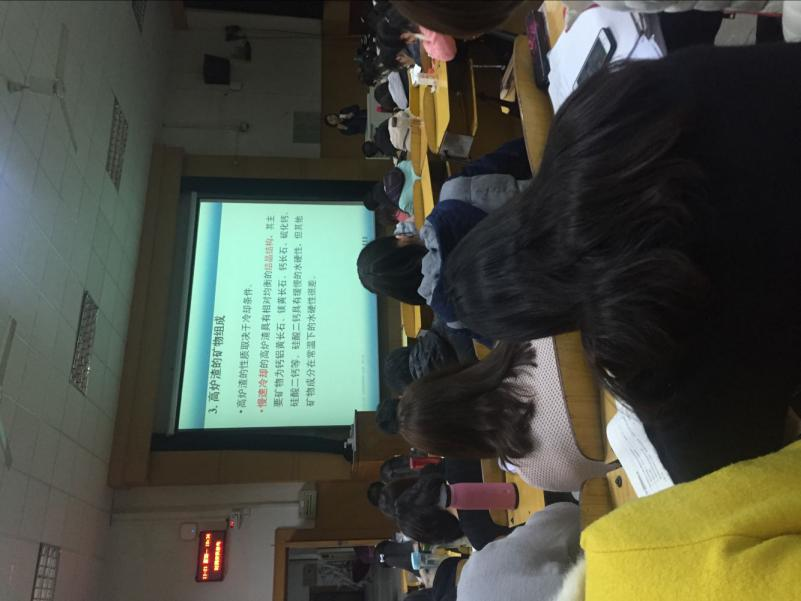 3. 高炉渣的矿物组成
• 高炉渣的性质取决于冷却条件。
• 慢速冷却的高炉渣具有相对均衡的结晶结构，其主
要矿物为钙铝黄长石、镁黄长石、钙长石、硫化钙、
硅酸二钙等。硅酸二钙具有缓慢的水硬性，但其他
矿物成分在常温下的水硬性很差。